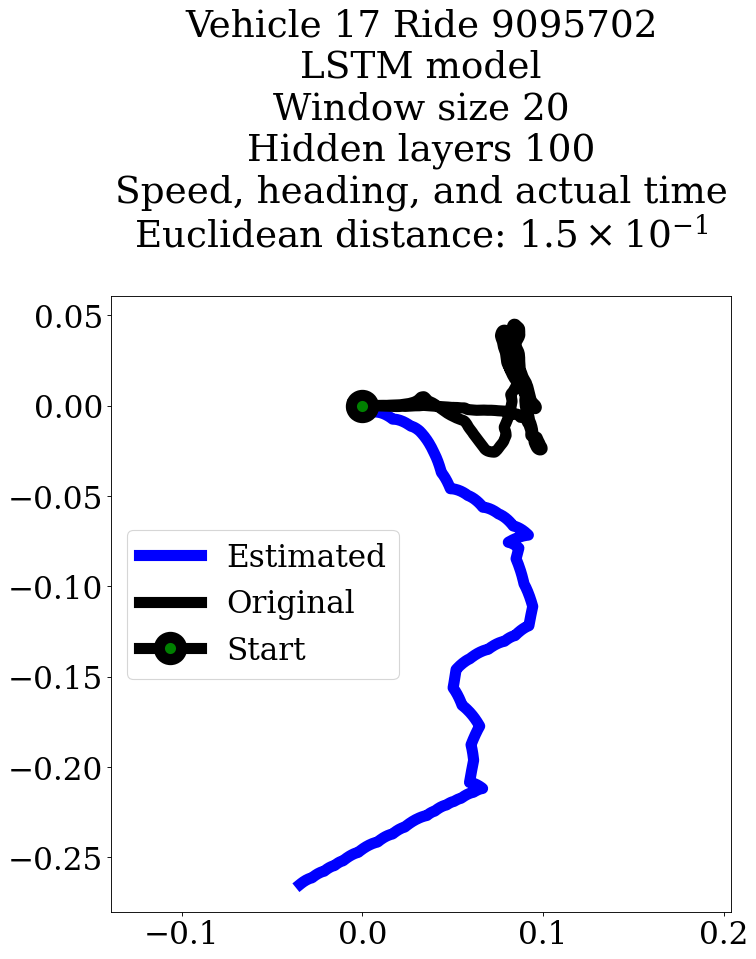 Vehicle 17 Ride 9095702
LSTM model
Window size 20
Hidden layers 100
Speed, heading, and actual time
Euclidean distance: 1.5 × 10⁻¹
0.05
0.00
−0.05
−0.10
−0.15
−0.20
−0.25
Estimated
Original
Start
−0.1
0.0
0.1
0.2